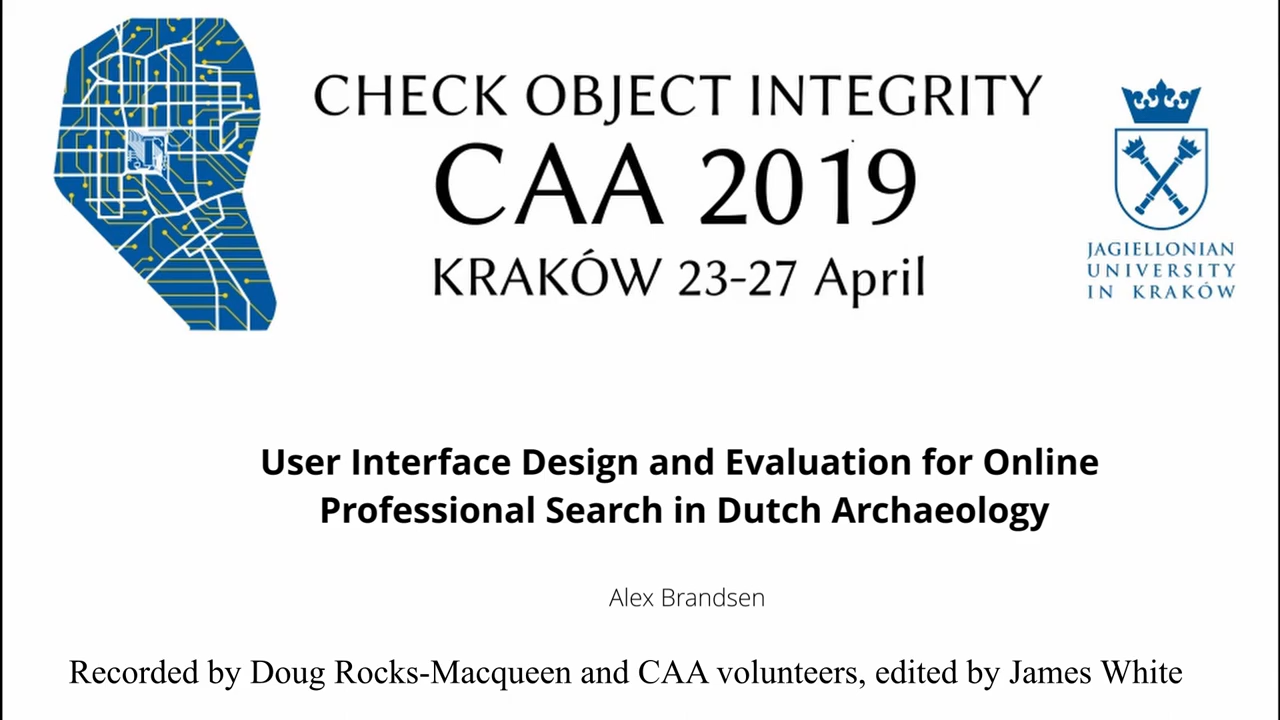 CHECK OBJECT INTEGRITY
CAA 2019
KRAKÓW 23-27 April
JAGIELLONIAN
UNIVERSITY
IN KRAKÓW
User Interface Design and Evaluation for Online
Professional Search in Dutch Archaeology
Alex Brandsen
Recorded by Doug Rocks-Macqueen and CAA volunteers, edited by James White